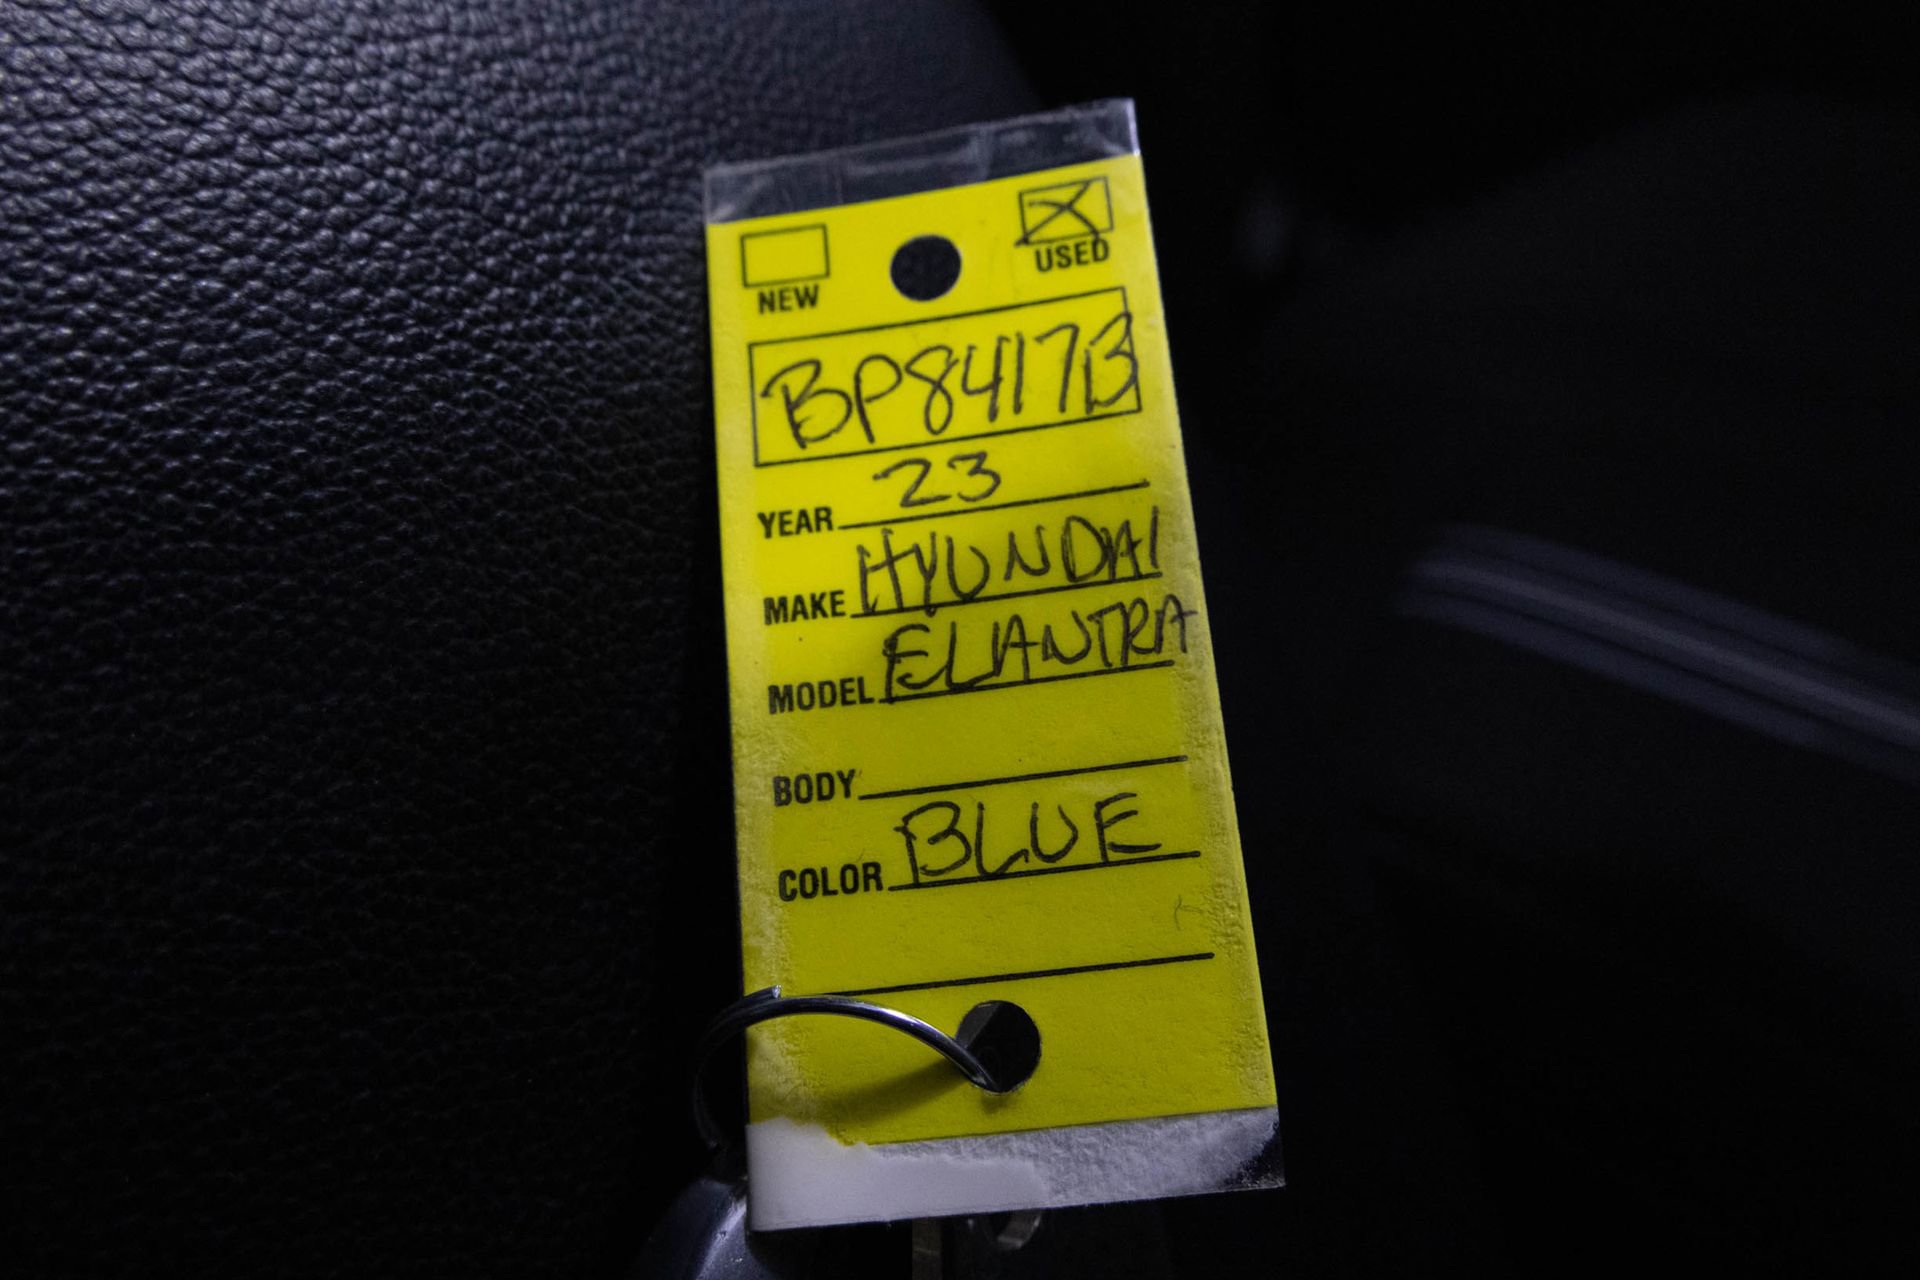 NEW USED
BP8417B
YEAR 23
MAKE HYUNDAI
MODEL ELANTRA
BODY
COLOR BLUE